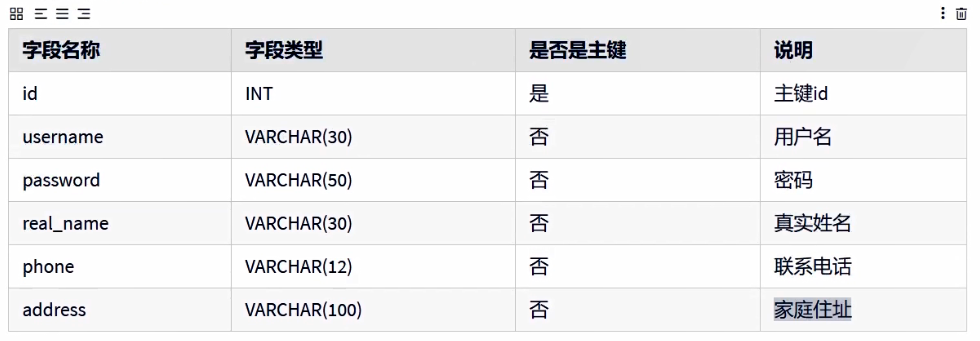 字段名称 字段类型 是否是主键 说明
id INT 是 主键id
username VARCHAR(30) 否 用户名
password VARCHAR(50) 否 密码
real_name VARCHAR(30) 否 真实姓名
phone VARCHAR(12) 否 联系电话
address VARCHAR(100) 否 家庭住址